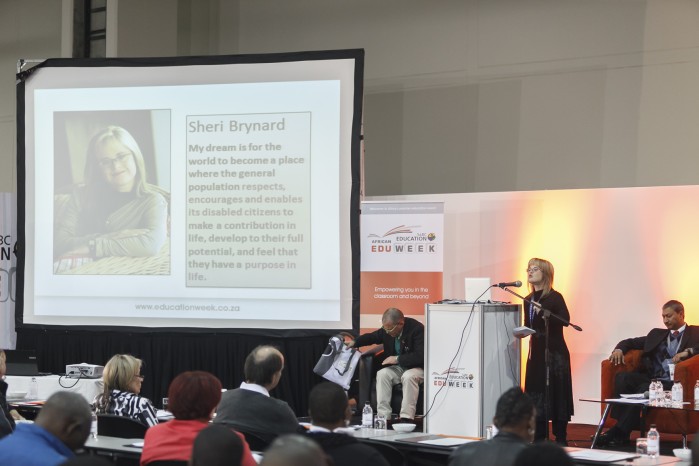 Sheri Brynard
My dream is for the
world to become a place
where the general
population respects,
encourages and enables
its disabled citizens to
make a contribution in
life, develop to their full
potential, and feel that
they have a purpose in
life.
www.educationweek.co.za
AFRICAN
EDUCATION
EDU WEEK
Empowering you in the
classroom and beyond
EDU WEEK